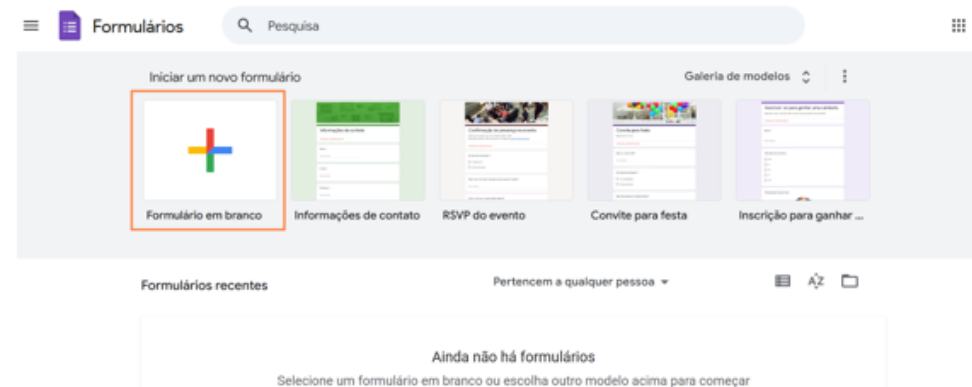 Formulários
Pesquisa
Iniciar um novo formulário
Galeria de modelos
Formulário em branco
Informações de contato
RSVP do evento
Convite para festa
Inscrição para ganhar ...
Formulários recentes
Pertencem a qualquer pessoa
AZ
Ainda não há formulários
Selecione um formulário em branco ou escolha outro modelo acima para começar